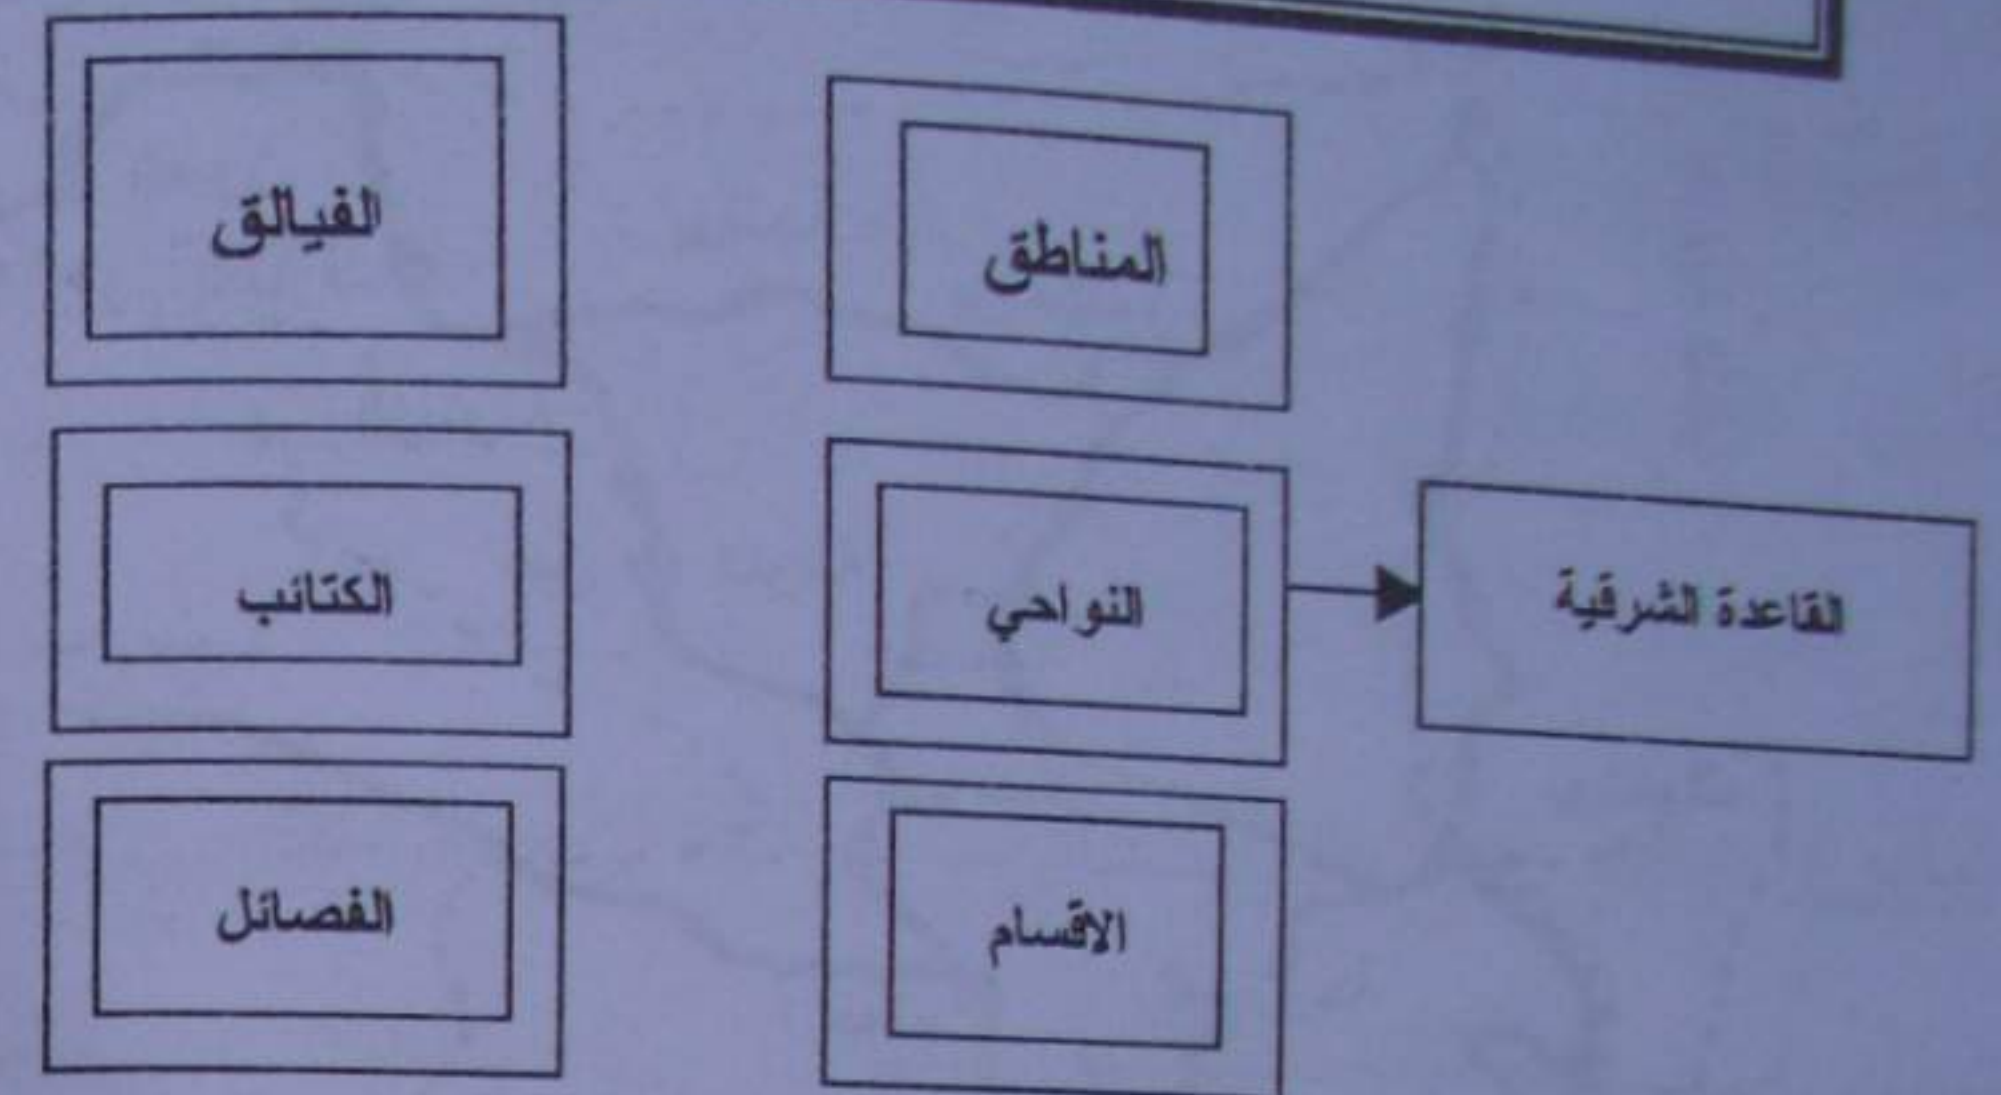 المناطق
الفيالق
القاعدة الشرقية
النواحي
الكتائب
الاقسام
الفصائل